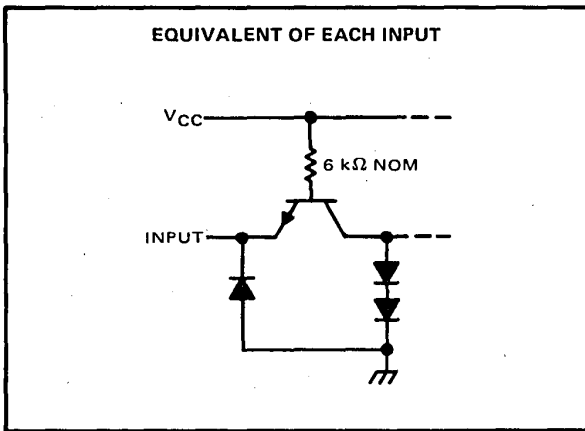 EQUIVALENT OF EACH INPUT
VCC
6 kΩ NOM
INPUT